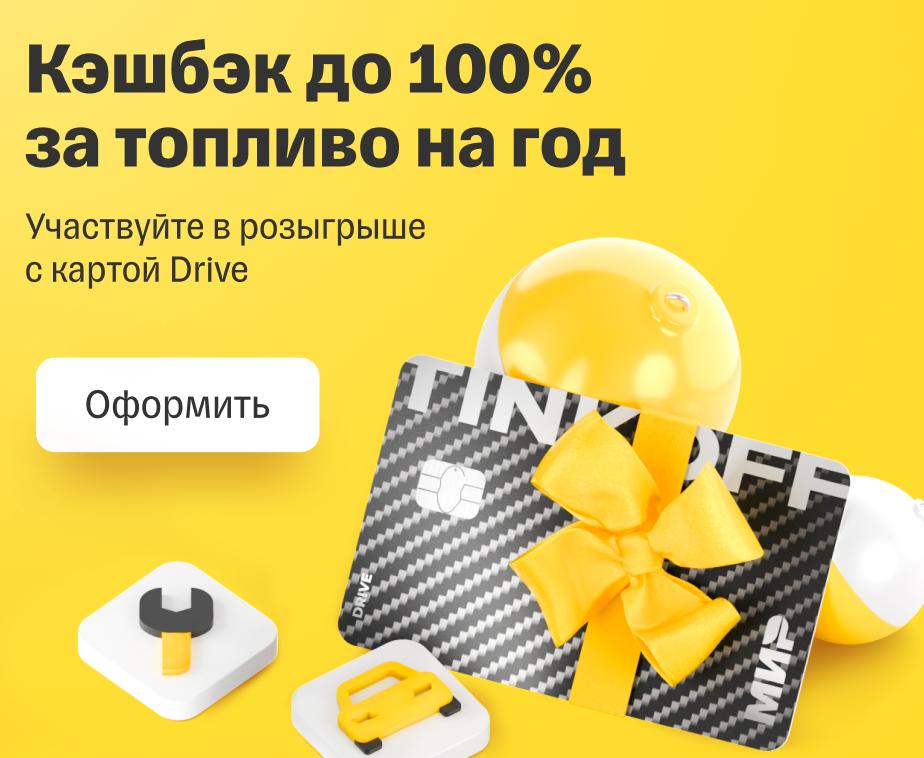 Кэшбэк до 100%
за топливо на год
Участвуйте в розыгрыше
с картой Drive
Оформить
TINKOFF
DRIVE
МИР